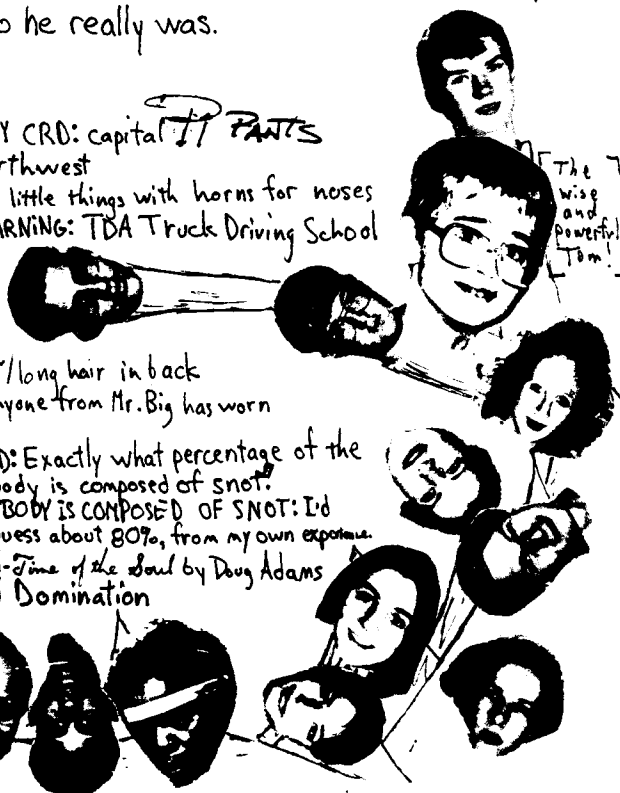 o he really was.
Y CRD: capital PANTS
rthwest
little things with horns for noses
ARNiNG: TDA Truck Driving School
The T
wise
and
powerful
Tom!
/long hair in back
nyone from Mr. Big has worn
D: Exactly what percentage of the
ody is composed of snot?
BODY IS COMPOSED OF SNOT: I'd
uess about 80%, from my own experience.
-Time of the Soul by Doug Adams
Domination